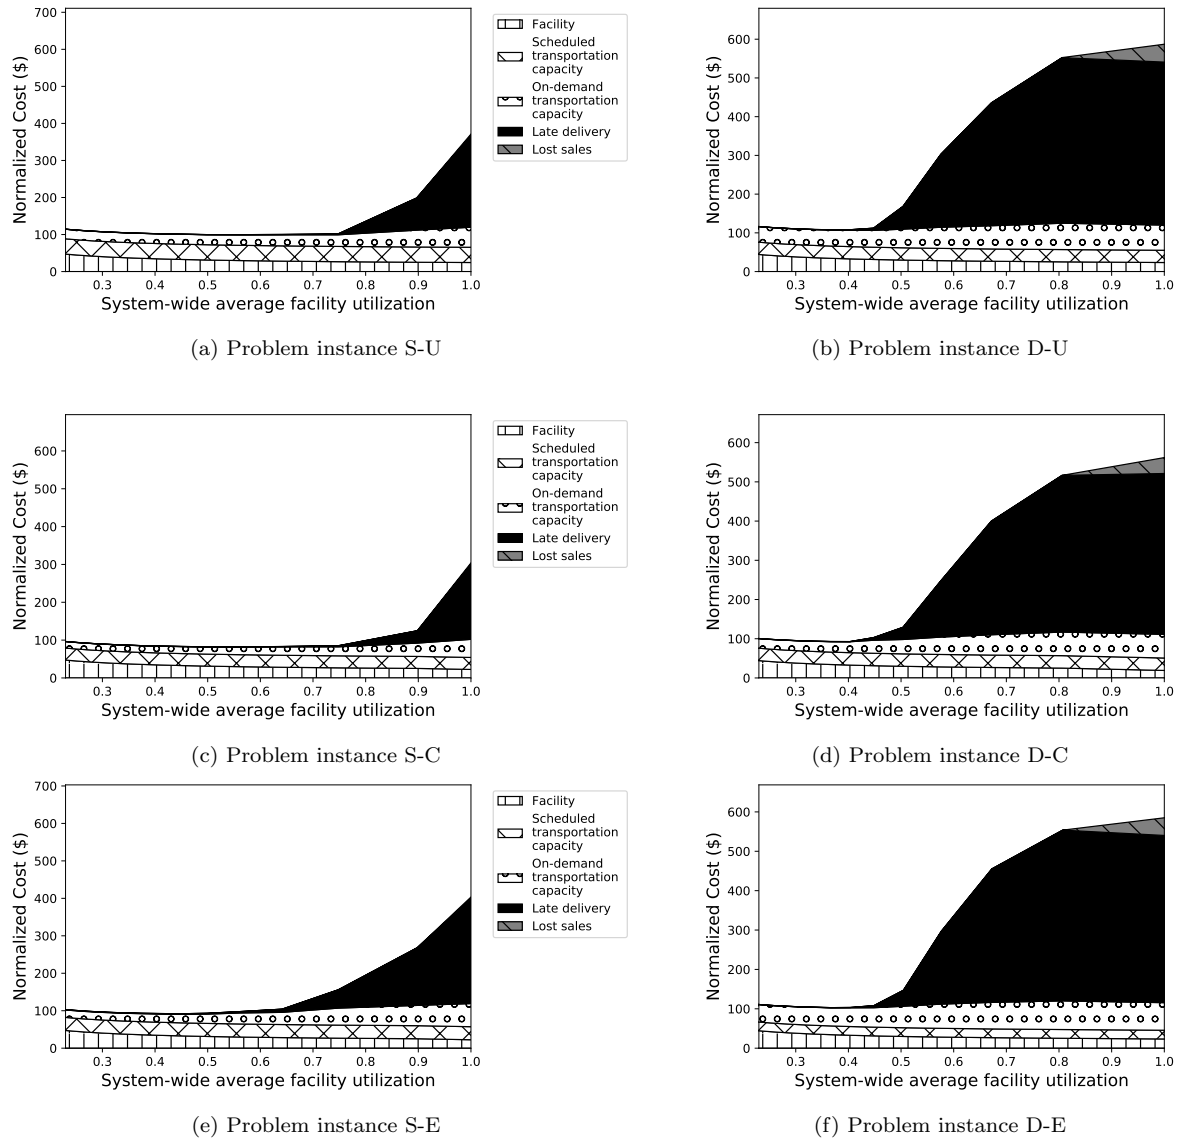 Normalized Cost ($)
700
600
500
400
300
200
100
0
0.3 0.4 0.5 0.6 0.7 0.8 0.9 1.0
System-wide average facility utilization
Facility
Scheduled
transportation
capacity
On-demand
transportation
capacity
Late delivery
Lost sales
(a) Problem instance S-U
Normalized Cost ($)
600
500
400
300
200
100
0
0.3 0.4 0.5 0.6 0.7 0.8 0.9 1.0
System-wide average facility utilization
(b) Problem instance D-U
Normalized Cost ($)
600
500
400
300
200
100
0
0.3 0.4 0.5 0.6 0.7 0.8 0.9 1.0
System-wide average facility utilization
Facility
Scheduled
transportation
capacity
On-demand
transportation
capacity
Late delivery
Lost sales
(c) Problem instance S-C
Normalized Cost ($)
600
500
400
300
200
100
0
0.3 0.4 0.5 0.6 0.7 0.8 0.9 1.0
System-wide average facility utilization
(d) Problem instance D-C
Normalized Cost ($)
700
600
500
400
300
200
100
0
0.3 0.4 0.5 0.6 0.7 0.8 0.9 1.0
System-wide average facility utilization
Facility
Scheduled
transportation
capacity
On-demand
transportation
capacity
Late delivery
Lost sales
(e) Problem instance S-E
Normalized Cost ($)
600
500
400
300
200
100
0
0.3 0.4 0.5 0.6 0.7 0.8 0.9 1.0
System-wide average facility utilization
(f) Problem instance D-E